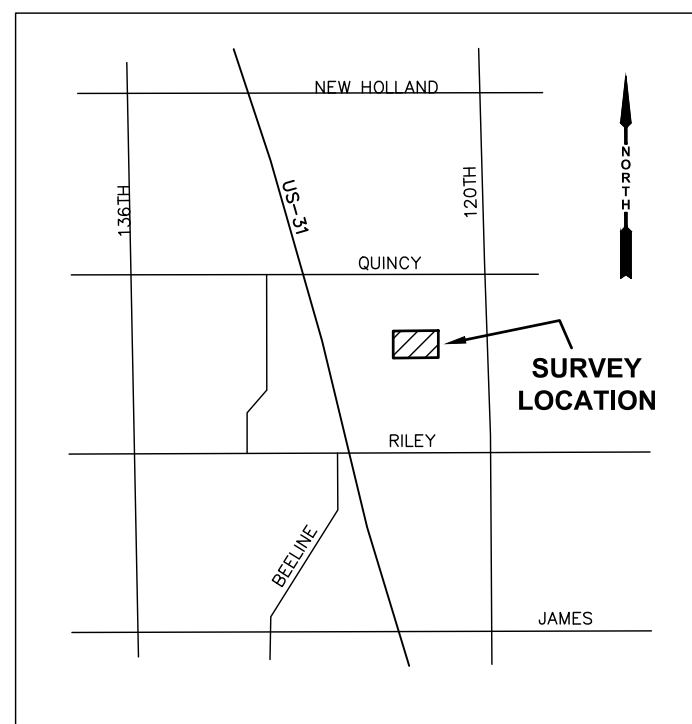 NEW HOLLAND
136TH
US-31
120TH
NORTH
QUINCY
SURVEY
LOCATION
RILEY
BEELINE
JAMES